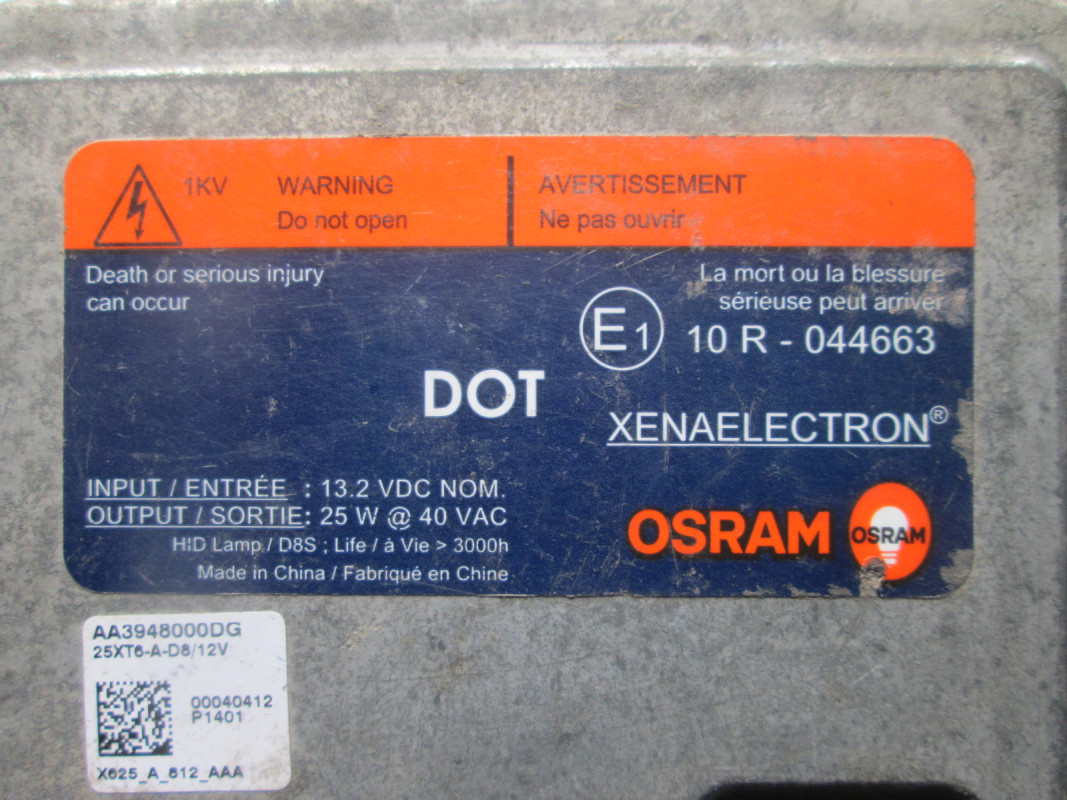 1KV WARNING
Do not open
AVERTISSEMENT
Ne pas ouvrir
Death or serious injury
can occur
La mort ou la blessure
sérieuse peut arriver
E1 10 R - 044663
DOT
XENAELECTRON®
INPUT / ENTRÉE : 13.2 VDC NOM.
OUTPUT / SORTIE: 25 W @ 40 VAC
HID Lamp / D8S ; Life / à Vie > 3000h
Made in China / Fabriqué en Chine
OSRAM
OSRAM
AA3948000DG
25XT6-A-D8/12V
00040412
P1401
X625_A_612_AAA